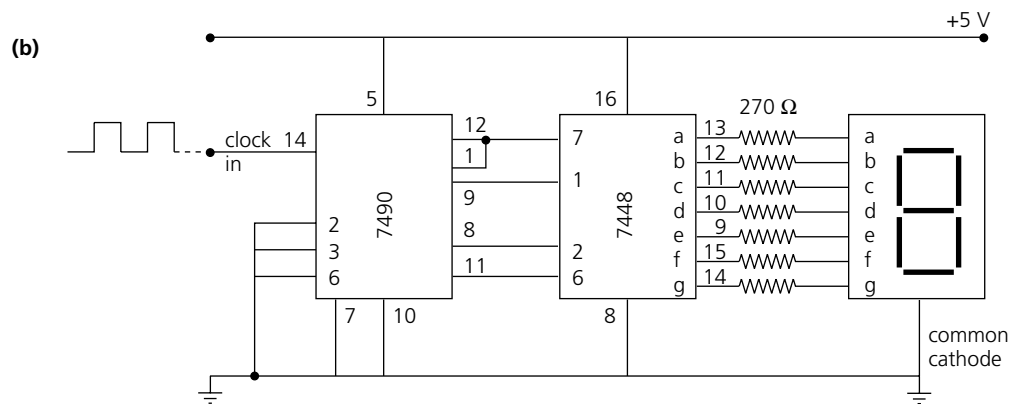 (b)
+5 V
5
16
270 Ω
clock 14
in
12
1
9
8
11
7490
2
3
6
7
10
7
1
2
6
7448
8
a 13
b 12
c 11
d 10
e 9
f 15
g 14
a
b
c
d
e
f
g
common
cathode